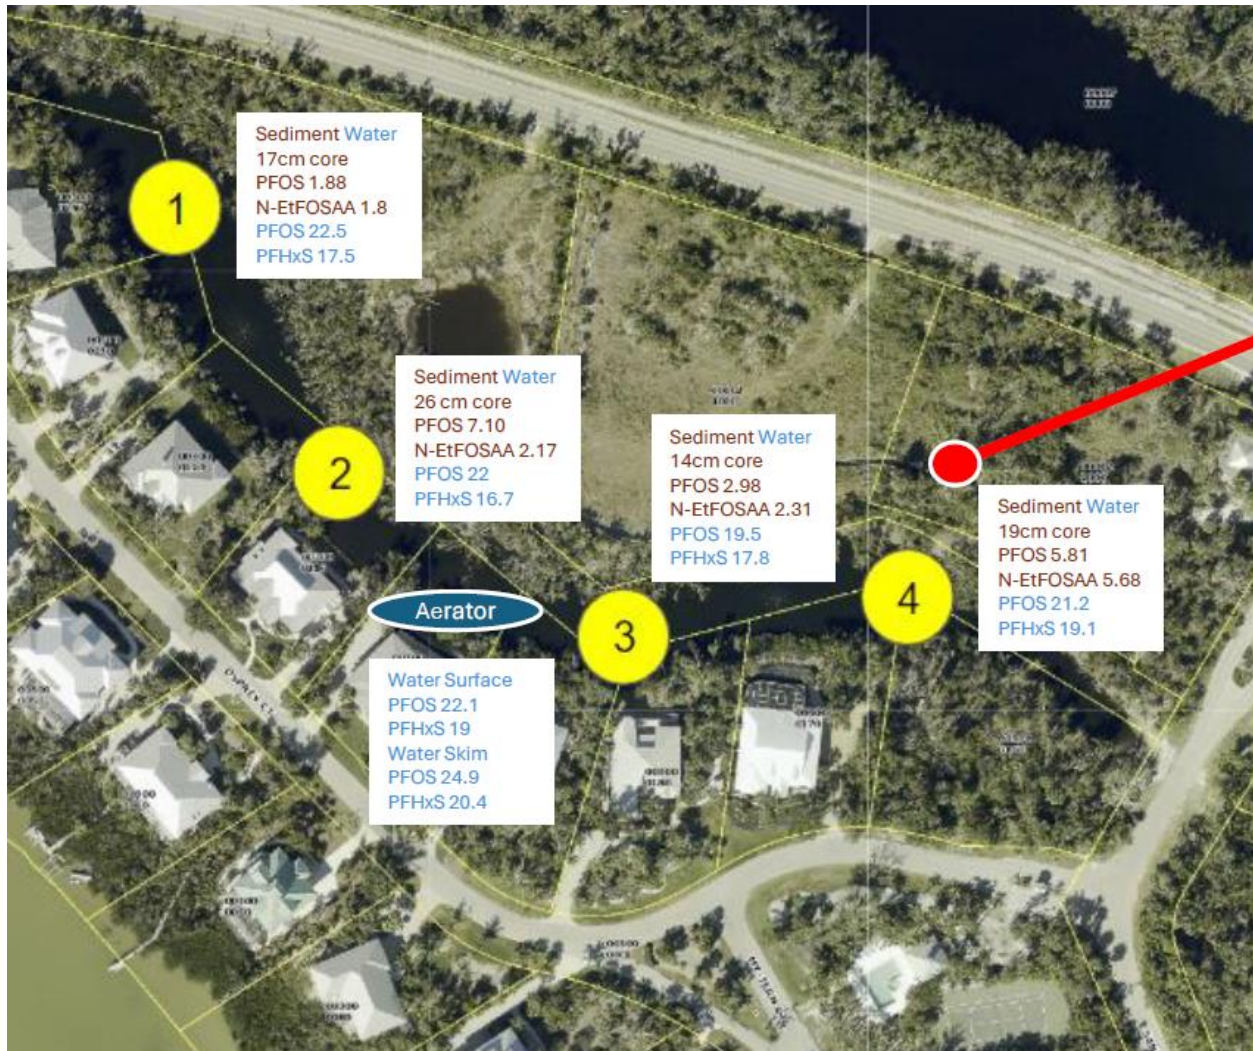 1
Sediment Water
17cm core
PFOS 1.88
N-EtFOSAA 1.8
PFOS 22.5
PFHxS 17.5
2
Sediment Water
26 cm core
PFOS 7.10
N-EtFOSAA 2.17
PFOS 22
PFHxS 16.7
3
Sediment Water
14cm core
PFOS 2.98
N-EtFOSAA 2.31
PFOS 19.5
PFHxS 17.8
4
Sediment Water
19cm core
PFOS 5.81
N-EtFOSAA 5.68
PFOS 21.2
PFHxS 19.1
Aerator
Water Surface
PFOS 22.1
PFHxS 19
Water Skim
PFOS 24.9
PFHxS 20.4
OSPREY CT